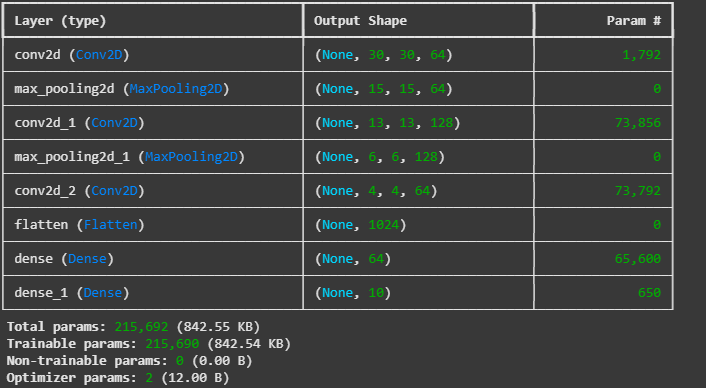 Layer (type) Output Shape Param #
conv2d (Conv2D) (None, 30, 30, 64) 1,792
max_pooling2d (MaxPooling2D) (None, 15, 15, 64) 0
conv2d_1 (Conv2D) (None, 13, 13, 128) 73,856
max_pooling2d_1 (MaxPooling2D) (None, 6, 6, 128) 0
conv2d_2 (Conv2D) (None, 4, 4, 64) 73,792
flatten (Flatten) (None, 1024) 0
dense (Dense) (None, 64) 65,600
dense_1 (Dense) (None, 10) 650
Total params: 215,692 (842.55 KB)
Trainable params: 215,690 (842.54 KB)
Non-trainable params: 0 (0.00 B)
Optimizer params: 2 (12.00 B)